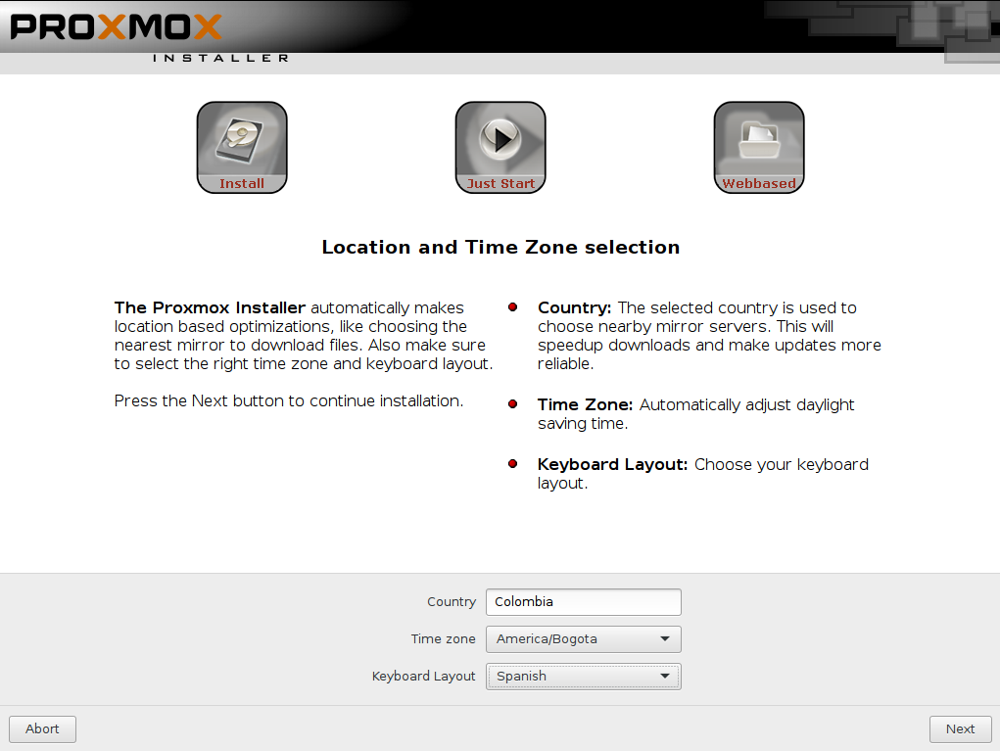 PROXMOX
INSTALLER
Install
Just Start
Webbased
Location and Time Zone selection
The Proxmox Installer automatically makes
location based optimizations, like choosing the
nearest mirror to download files. Also make sure
to select the right time zone and keyboard layout.
Press the Next button to continue installation.
Country: The selected country is used to
choose nearby mirror servers. This will
speedup downloads and make updates more
reliable.
Time Zone: Automatically adjust daylight
saving time.
Keyboard Layout: Choose your keyboard
layout.
Country Colombia
Time zone America/Bogota
Keyboard Layout Spanish
Abort
Next